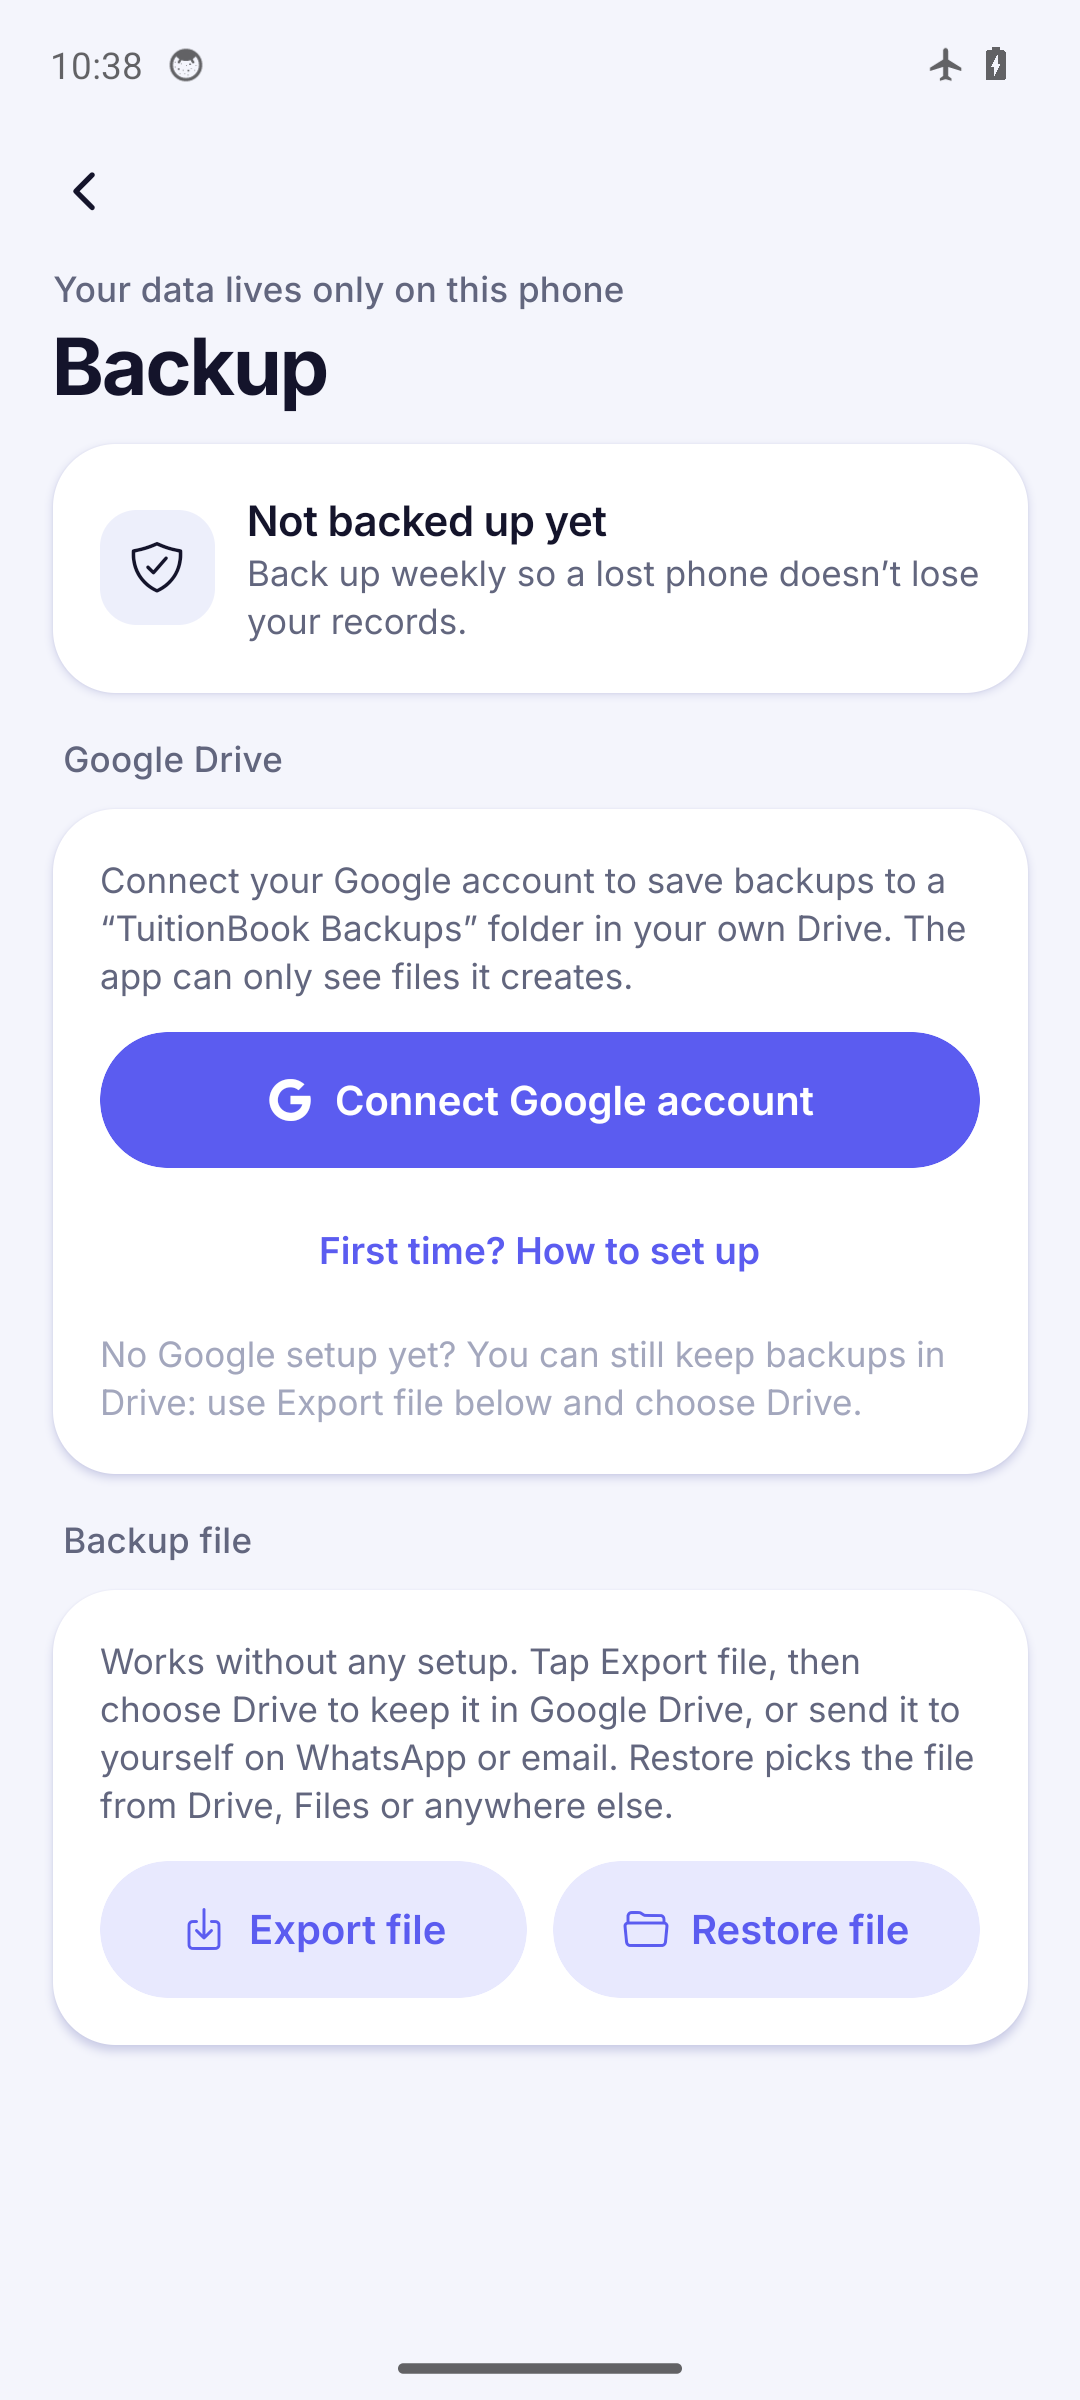 10:38
Your data lives only on this phone
Backup
Not backed up yet
Back up weekly so a lost phone doesn’t lose
your records.
Google Drive
Connect your Google account to save backups to a
“TuitionBook Backups” folder in your own Drive. The
app can only see files it creates.
Connect Google account
First time? How to set up
No Google setup yet? You can still keep backups in
Drive: use Export file below and choose Drive.
Backup file
Works without any setup. Tap Export file, then
choose Drive to keep it in Google Drive, or send it to
yourself on WhatsApp or email. Restore picks the file
from Drive, Files or anywhere else.
Export file
Restore file